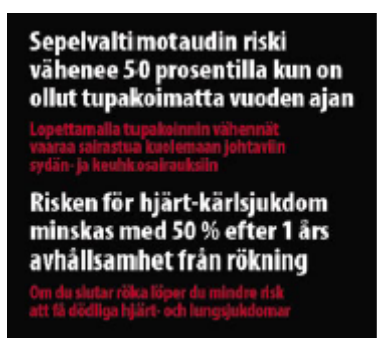 Sepelvaltimotaudin riski
vähenee 50 prosentilla kun on
ollut tupakoimatta vuoden ajan
Lopettamalla tupakoinnin vähennät
vaaraa sairastua kuolemaan johtaviin
sydän- ja keuhkosairauksiin
Risken för hjärt-kärlsjukdom
minskas med 50 % efter 1 års
avhållsamhet från rökning
Om du slutar röka löper du mindre risk
att få dödliga hjärt- och lungsjukdomar